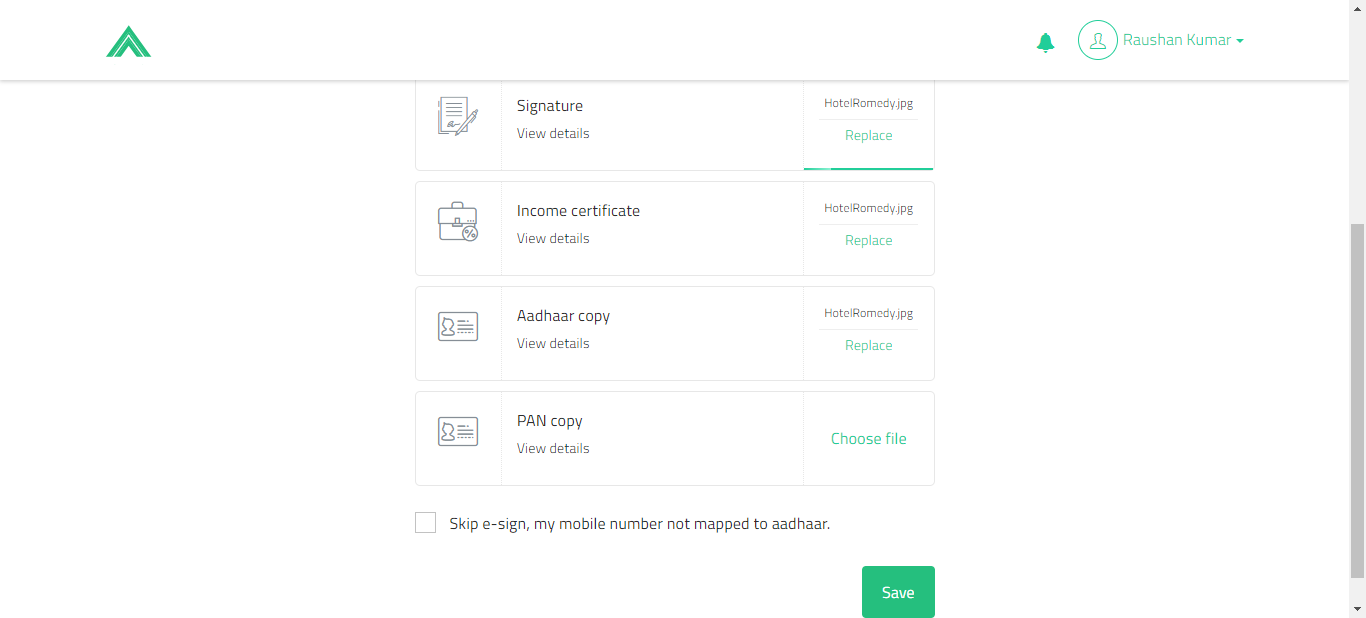 Raushan Kumar
Signature
View details
HotelRomedy.jpg
Replace
Income certificate
View details
HotelRomedy.jpg
Replace
Aadhaar copy
View details
HotelRomedy.jpg
Replace
PAN copy
View details
Choose file
Skip e-sign, my mobile number not mapped to aadhaar.
Save